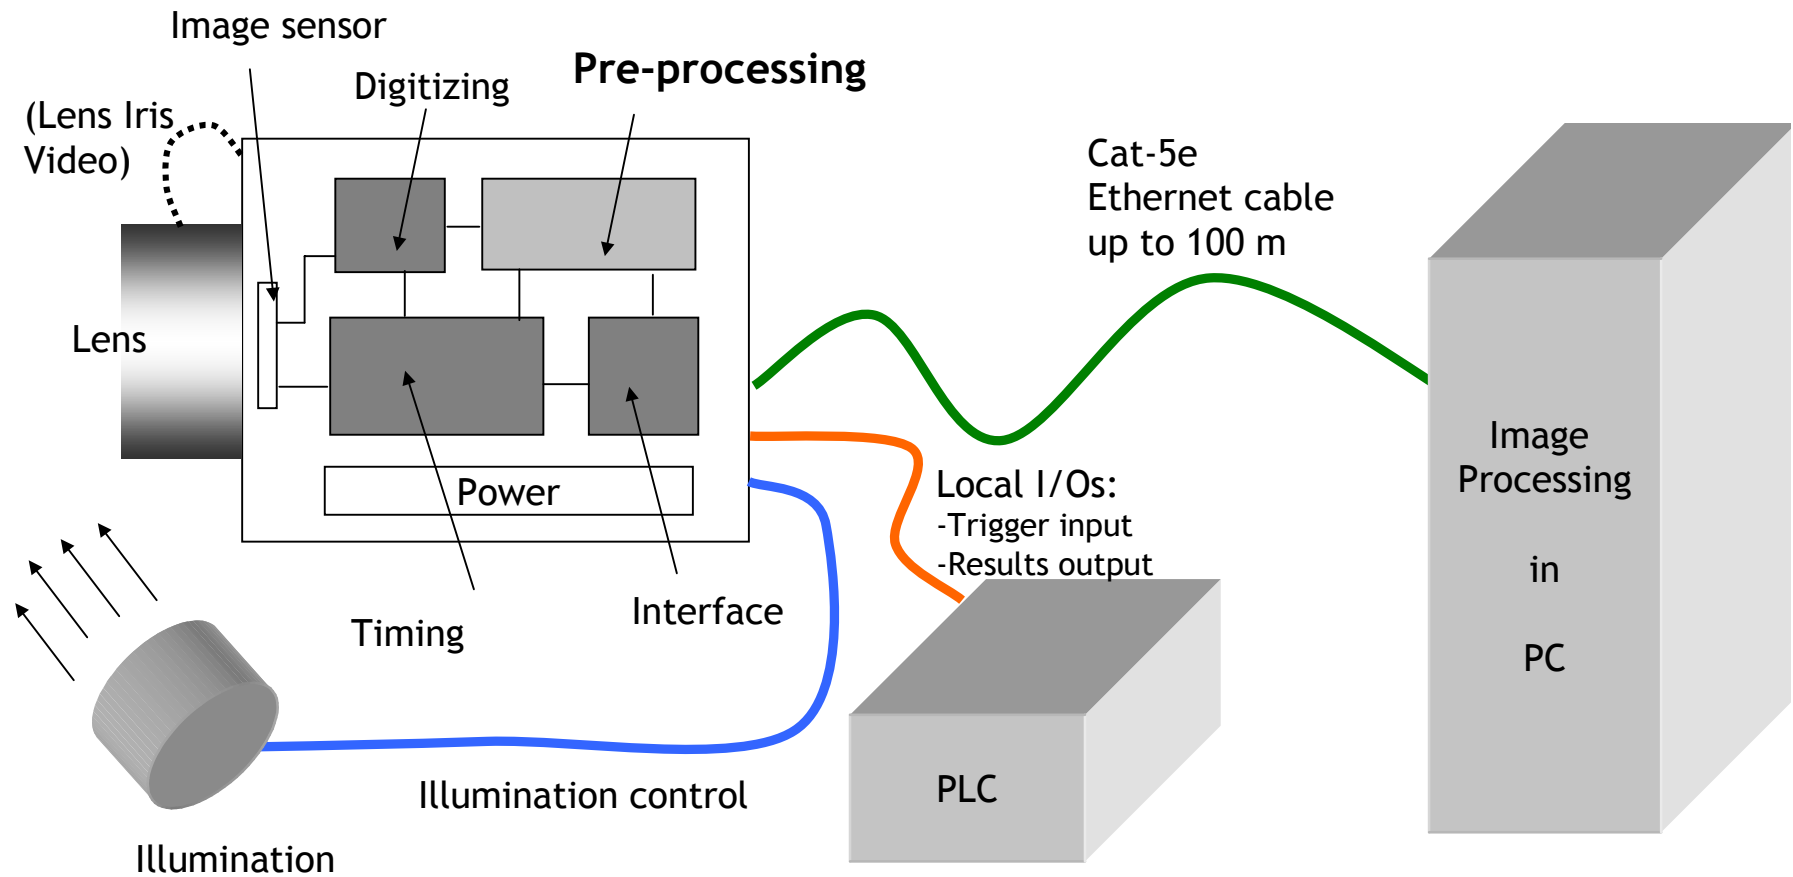 Image sensor
Digitizing
Pre-processing
(Lens Iris
Video)
Lens
Cat-5e
Ethernet cable
up to 100 m
Power
Local I/Os:
-Trigger input
-Results output
Image
Processing
in
PC
Timing
Interface
Illumination control
PLC
Illumination